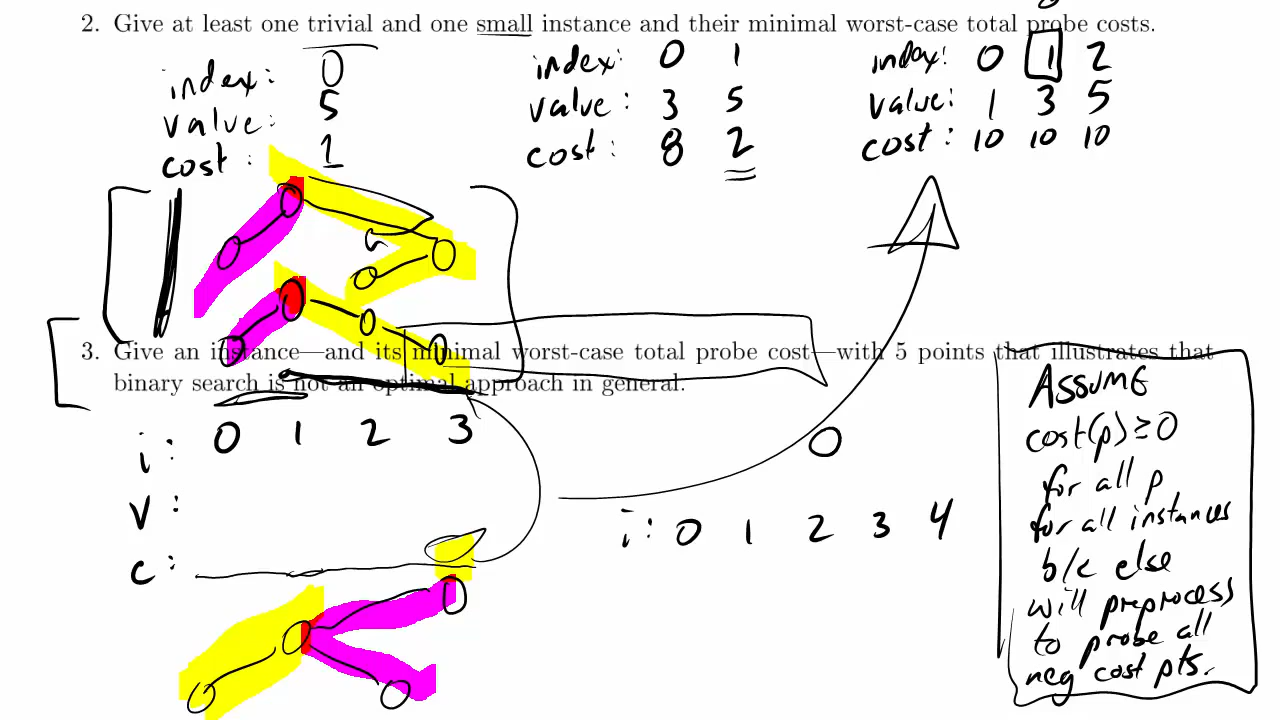 2. Give at least one trivial and one small instance and their minimal worst-case total probe costs.
index: 0
value: 5
cost: 1
index: 0 1
value: 3 5
cost: 8 2
index: 0 1 2
value: 1 3 5
cost: 10 10 10
3. Give an instance—and its minimal worst-case total probe cost—with 5 points that illustrates that
binary search is not an optimal approach in general.
i: 0 1 2 3
v:
c:
i: 0 1 2 3 4
ASSUME
cost(p) ≥ 0
for all p
for all instances
b/c else
will preprocess
to probe all
neg cost pts.